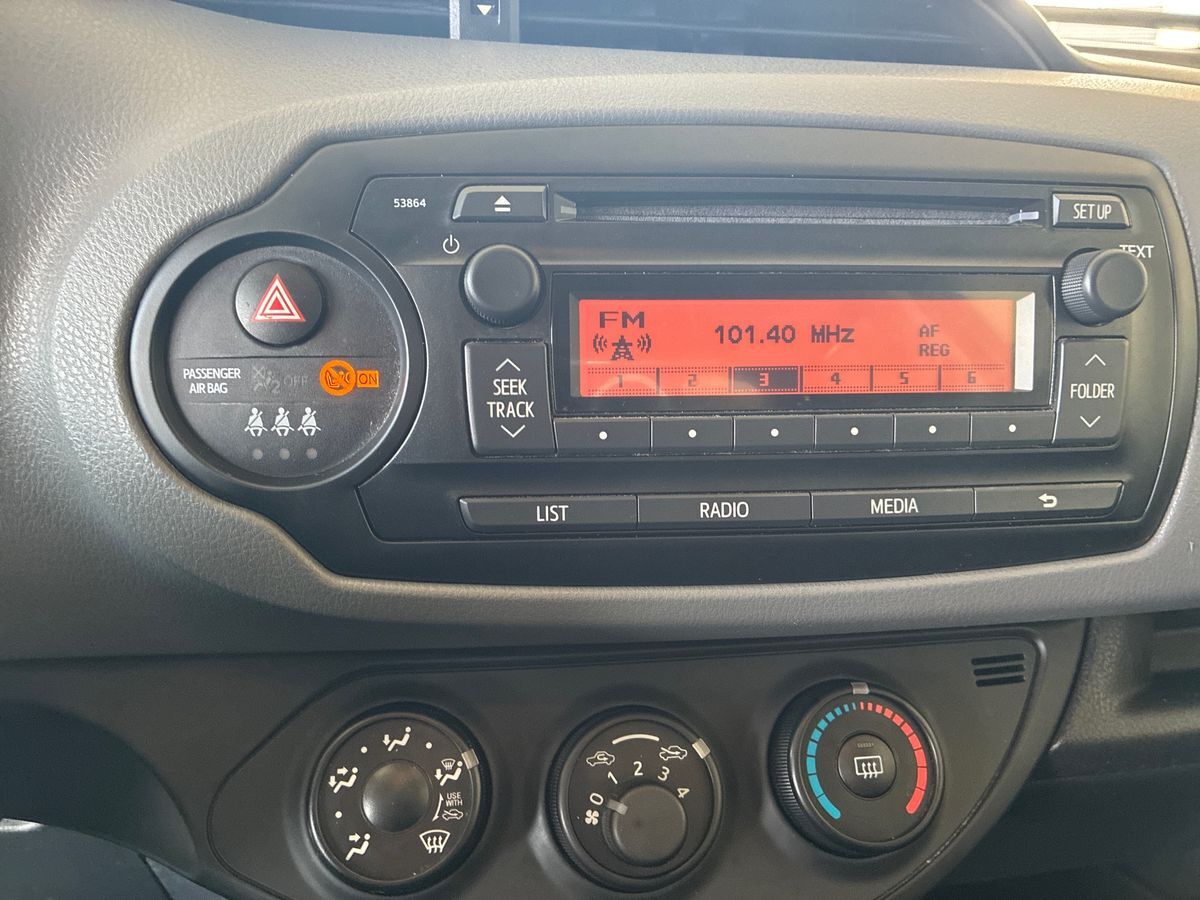 53864
SET UP
TEXT
FM
101.40 MHz
AF
REG
1 2 3 4 5 6
PASSENGER
AIR BAG
2 OFF
ON
SEEK
TRACK
FOLDER
LIST
RADIO
MEDIA
USE
WITH
0 1 2 3 4